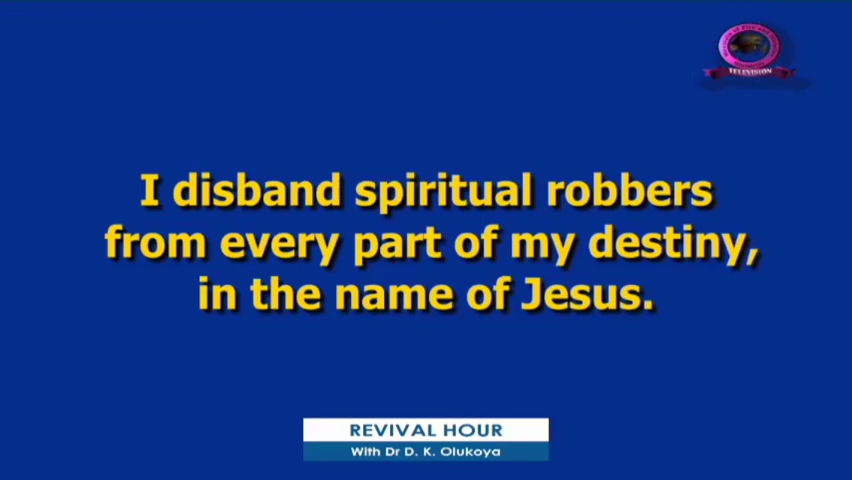 TELEVISION
I disband spiritual robbers
from every part of my destiny,
in the name of Jesus.
REVIVAL HOUR
With Dr D. K. Olukoya